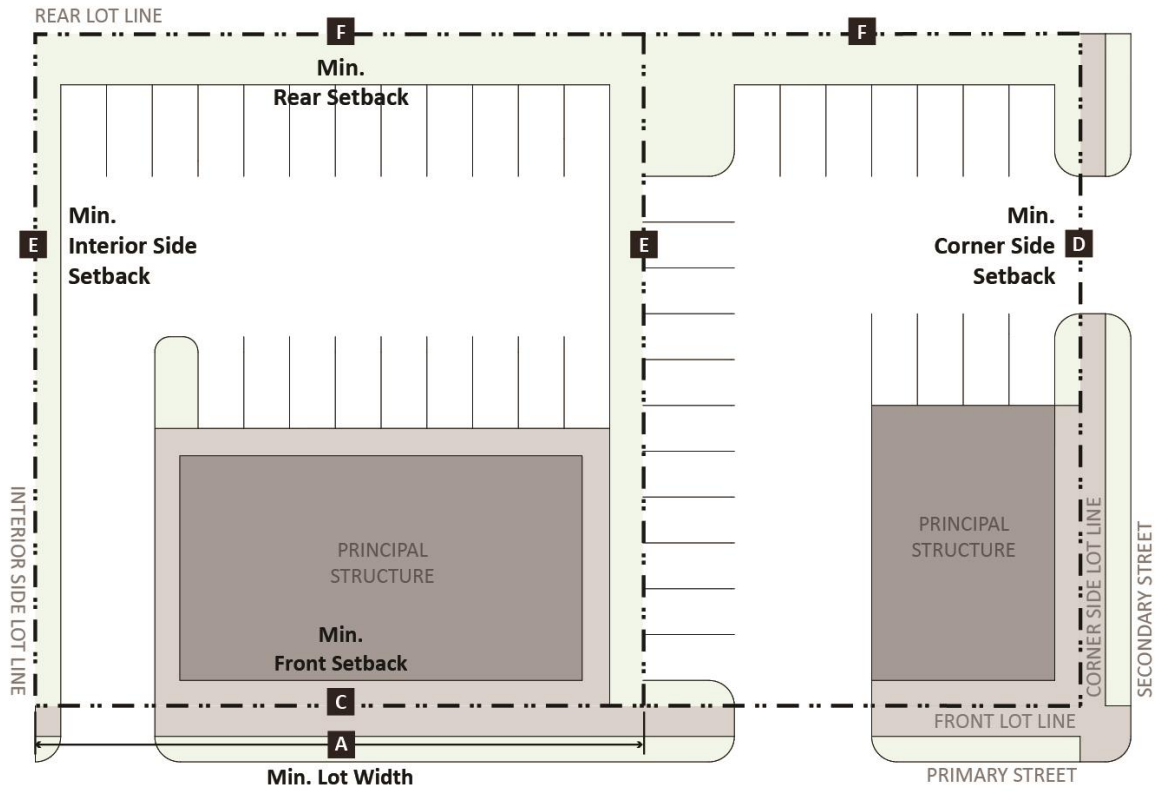 REAR LOT LINE
F
F
Min.
Rear Setback
Min.
Interior Side
Setback
E
E
Min.
Corner Side
Setback
D
INTERIOR SIDE LOT LINE
PRINCIPAL
STRUCTURE
PRINCIPAL
STRUCTURE
CORNER SIDE LOT LINE
SECONDARY STREET
Min.
Front Setback
C
FRONT LOT LINE
A
Min. Lot Width
PRIMARY STREET